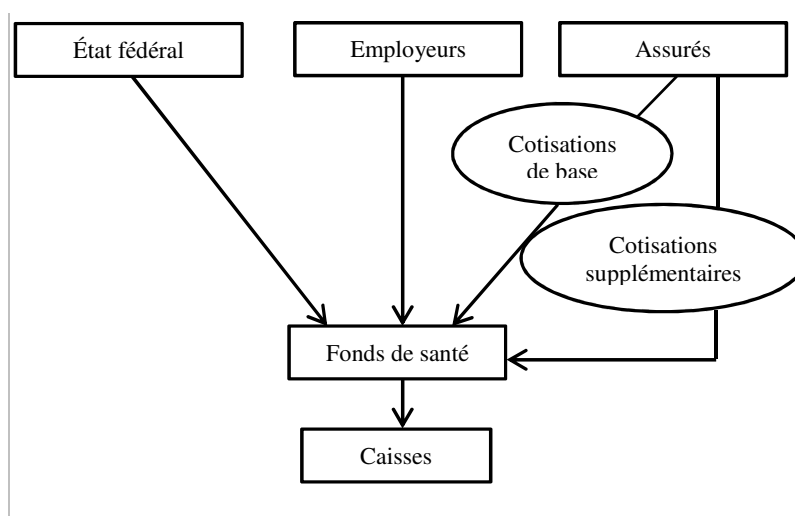 État fédéral
Employeurs
Assurés
Cotisations
de base
Cotisations
supplémentaires
Fonds de santé
Caisses